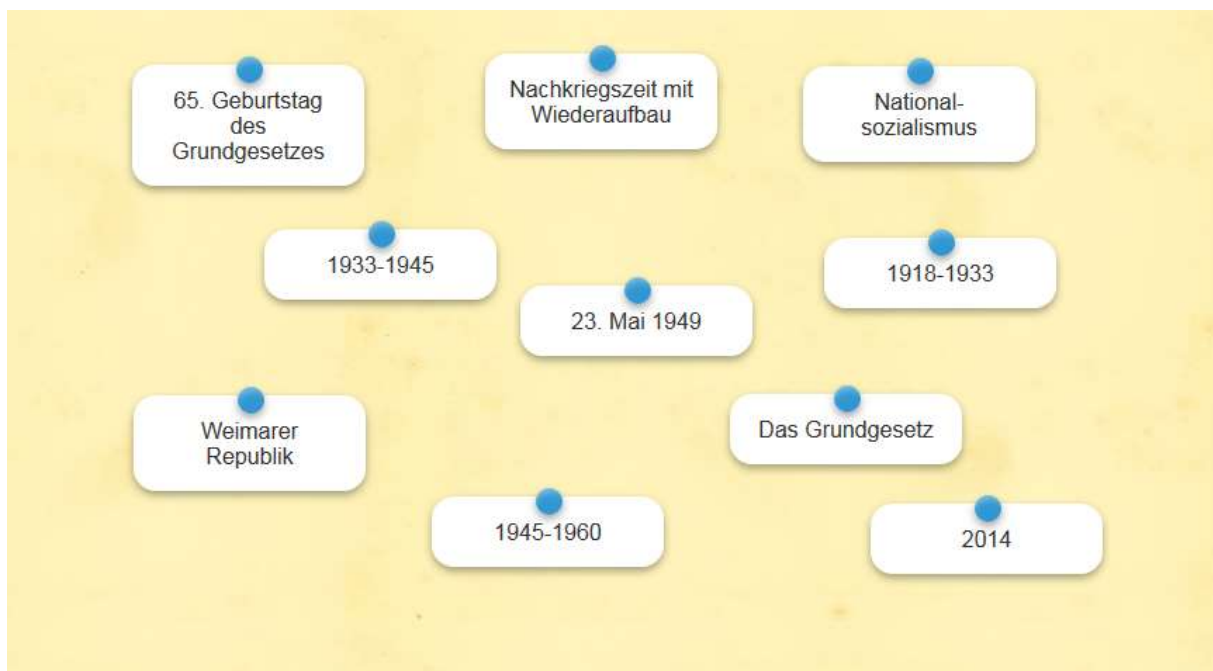 65. Geburtstag
des
Grundgesetzes
Nachkriegszeit mit
Wiederaufbau
National-
sozialismus
1933-1945
1918-1933
23. Mai 1949
Weimarer
Republik
Das Grundgesetz
1945-1960
2014